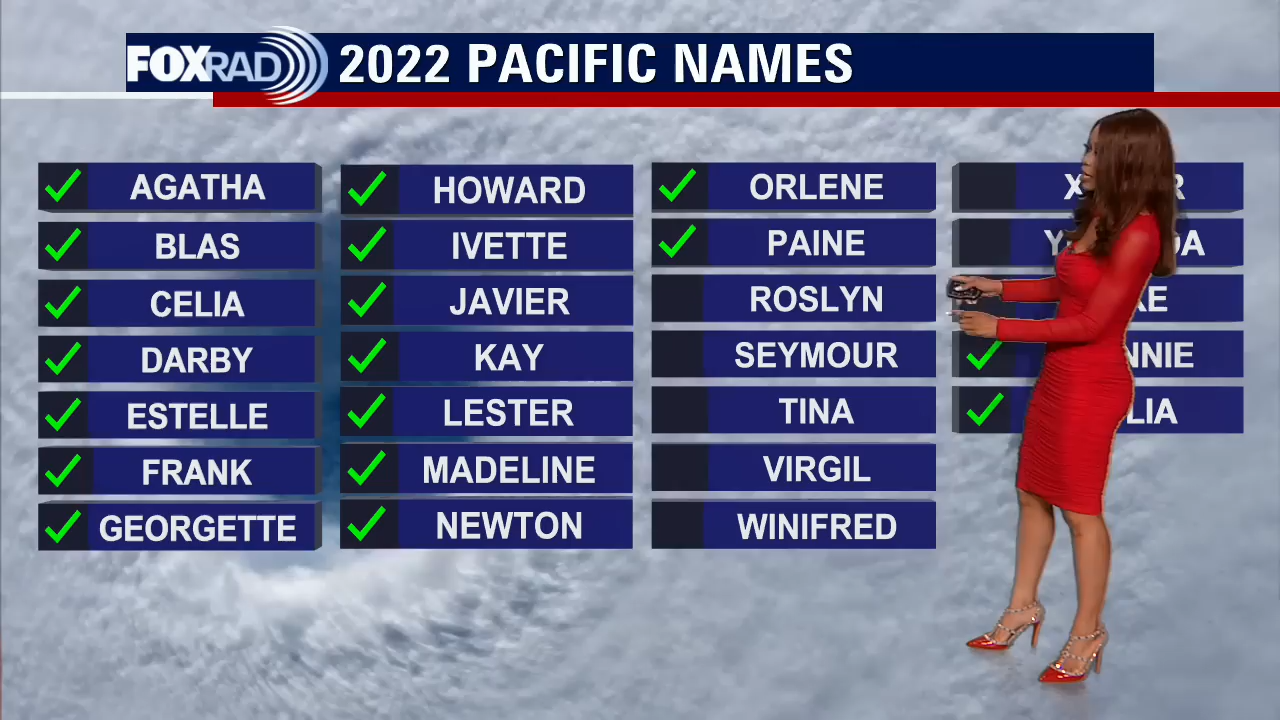 FOXRAD 2022 PACIFIC NAMES
AGATHA
BLAS
CELIA
DARBY
ESTELLE
FRANK
GEORGETTE
HOWARD
IVETTE
JAVIER
KAY
LESTER
MADELINE
NEWTON
ORLENE
PAINE
ROSLYN
SEYMOUR
TINA
VIRGIL
WINIFRED